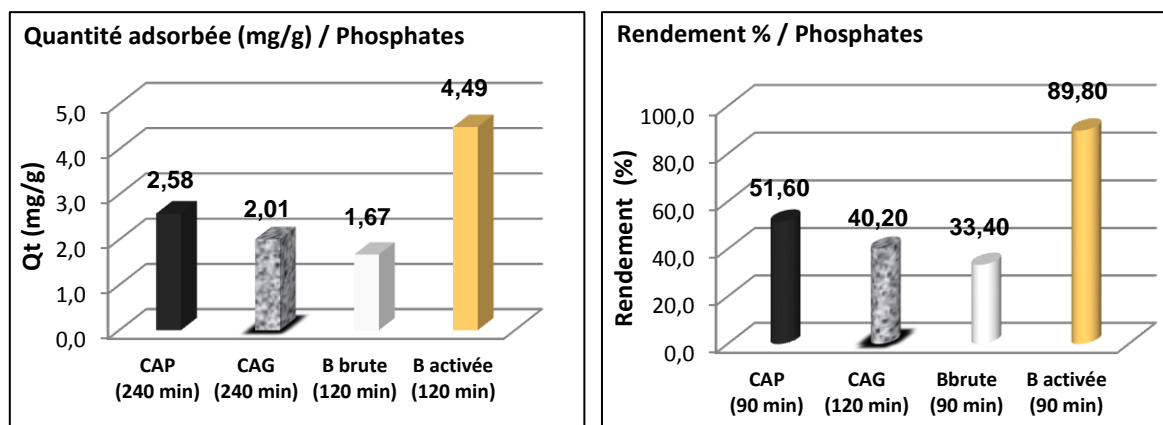 Quantité adsorbée (mg/g) / Phosphates
Qt (mg/g)
5,0
4,0
3,0
2,0
1,0
0,0
2,58
2,01
1,67
4,49
CAP
(240 min)
CAG
(240 min)
B brute
(120 min)
B activée
(120 min)
Rendement % / Phosphates
Rendement (%)
100,0
80,0
60,0
40,0
20,0
0,0
51,60
40,20
33,40
89,80
CAP
(90 min)
CAG
(120 min)
Bbrute
(90 min)
B activée
(90 min)